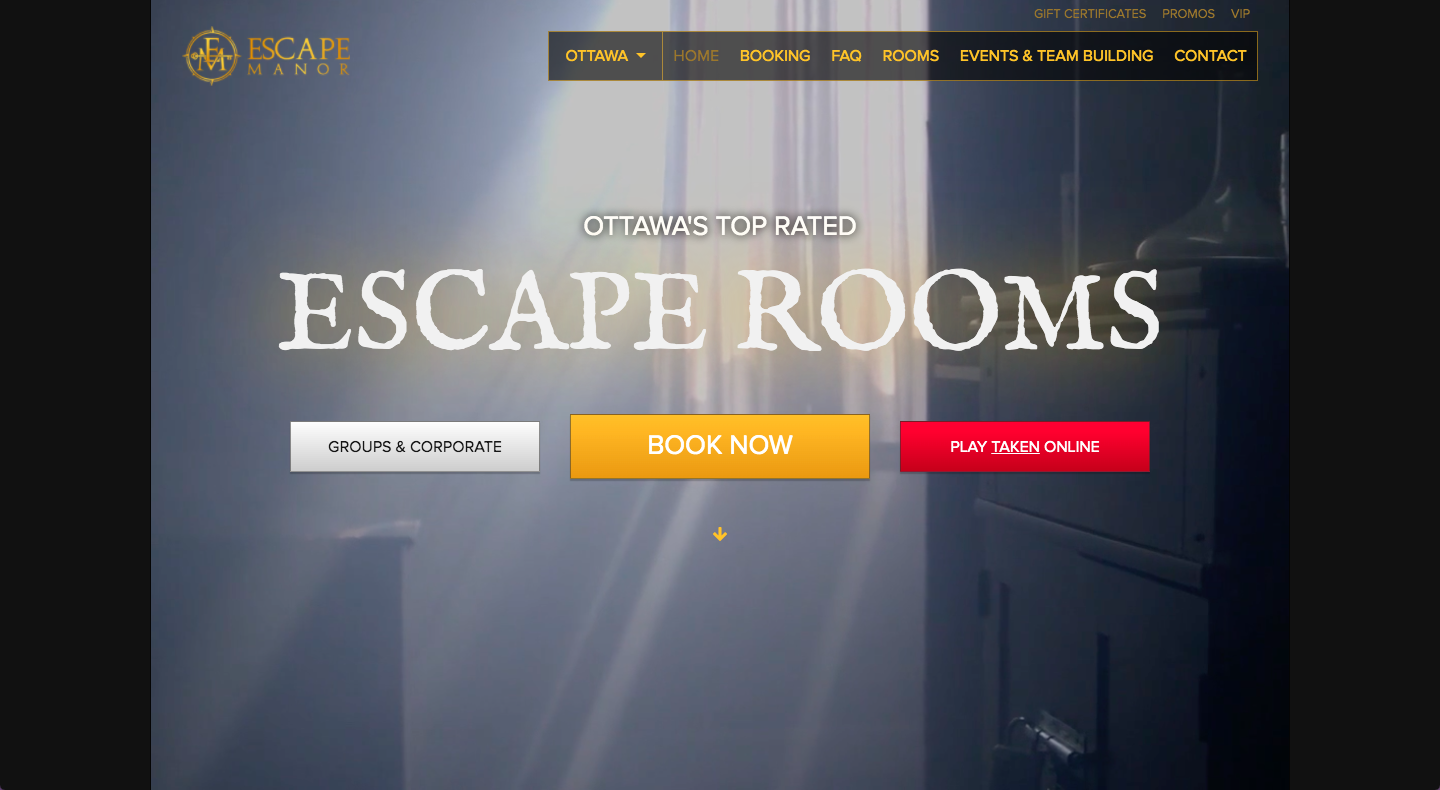 GIFT CERTIFICATES PROMOS VIP
ESCAPE
MANOR
OTTAWA HOME BOOKING FAQ ROOMS EVENTS & TEAM BUILDING CONTACT
OTTAWA'S TOP RATED
ESCAPE ROOMS
GROUPS & CORPORATE
BOOK NOW
PLAY TAKEN ONLINE